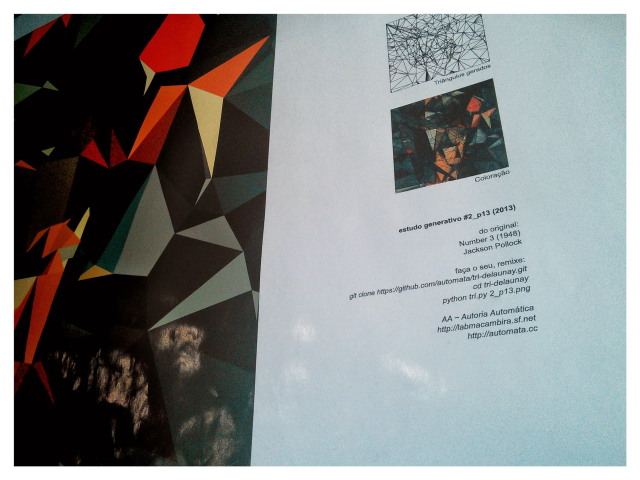 Triângulos gerados
Coloração
estudo generativo #2_p13 (2013)
do original:
Number 3 (1948)
Jackson Pollock
faça o seu, remixe:
git clone https://github.com/automata/tri-delaunay.git
cd tri-delaunay
python tri.py 2_p13.png
AA ~ Autoria Automática
http://labmacambira.sf.net
http://automata.cc